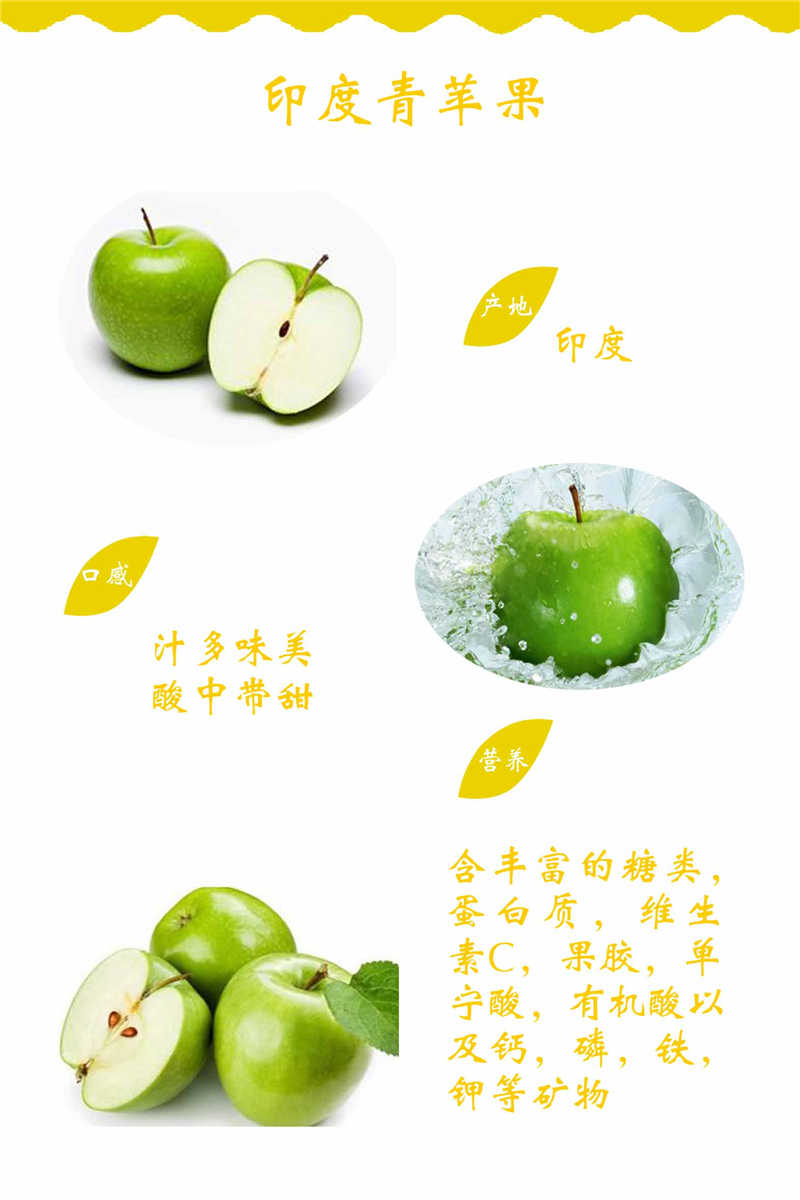 印度青苹果
产地
印度
口感
汁多味美
酸中带甜
营养
含丰富的糖类，
蛋白质，维生
素C，果胶，单
宁酸，有机酸以
及钙，磷，铁，
钾等矿物